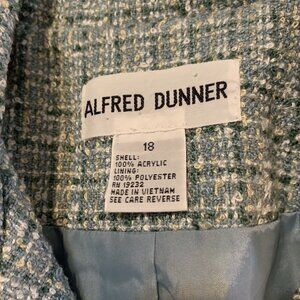 ALFRED DUNNER
18
SHELL:
100% ACRYLIC
LINING:
100% POLYESTER
RN 19232
MADE IN VIETNAM
SEE CARE REVERSE